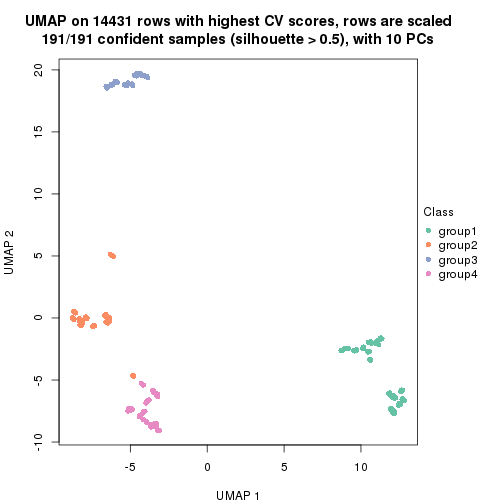 UMAP on 14431 rows with highest CV scores, rows are scaled
191/191 confident samples (silhouette > 0.5), with 10 PCs
20
15
10
5
0
-5
-10
UMAP 2
-5
0
5
10
UMAP 1
Class
group1
group2
group3
group4